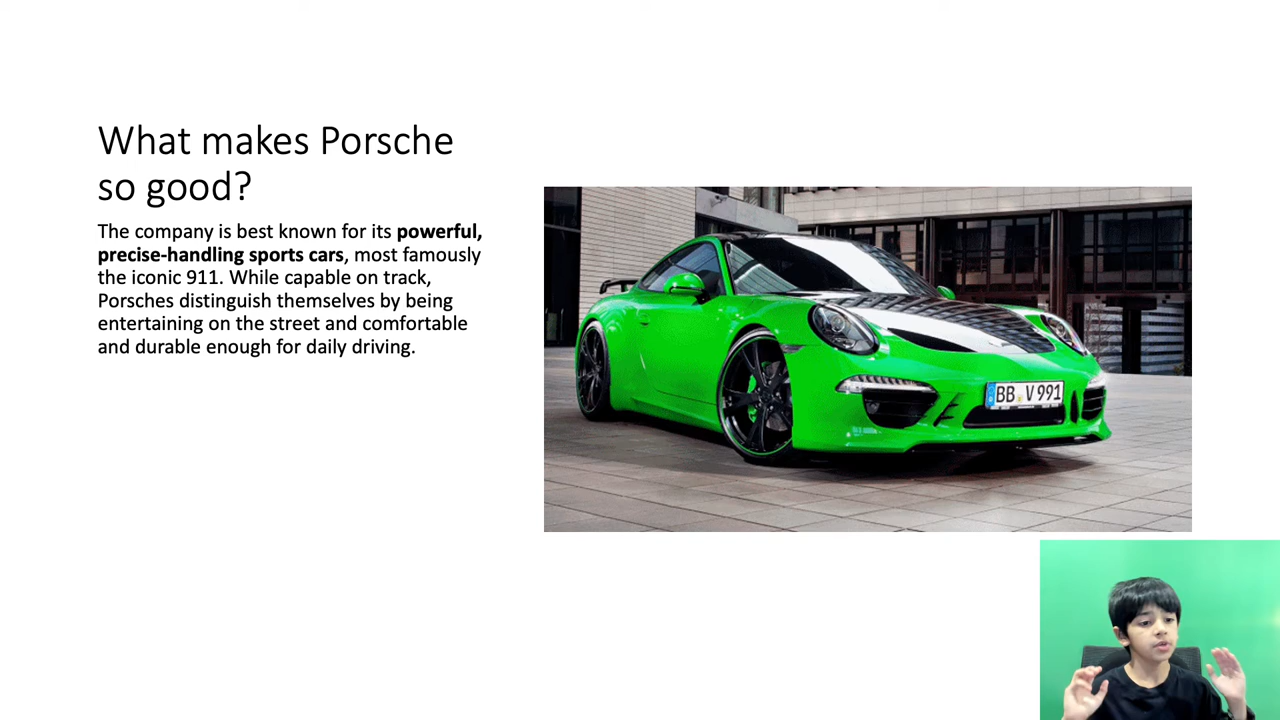 What makes Porsche
so good?
The company is best known for its powerful,
precise-handling sports cars, most famously
the iconic 911. While capable on track,
Porsches distinguish themselves by being
entertaining on the street and comfortable
and durable enough for daily driving.
BB V 991